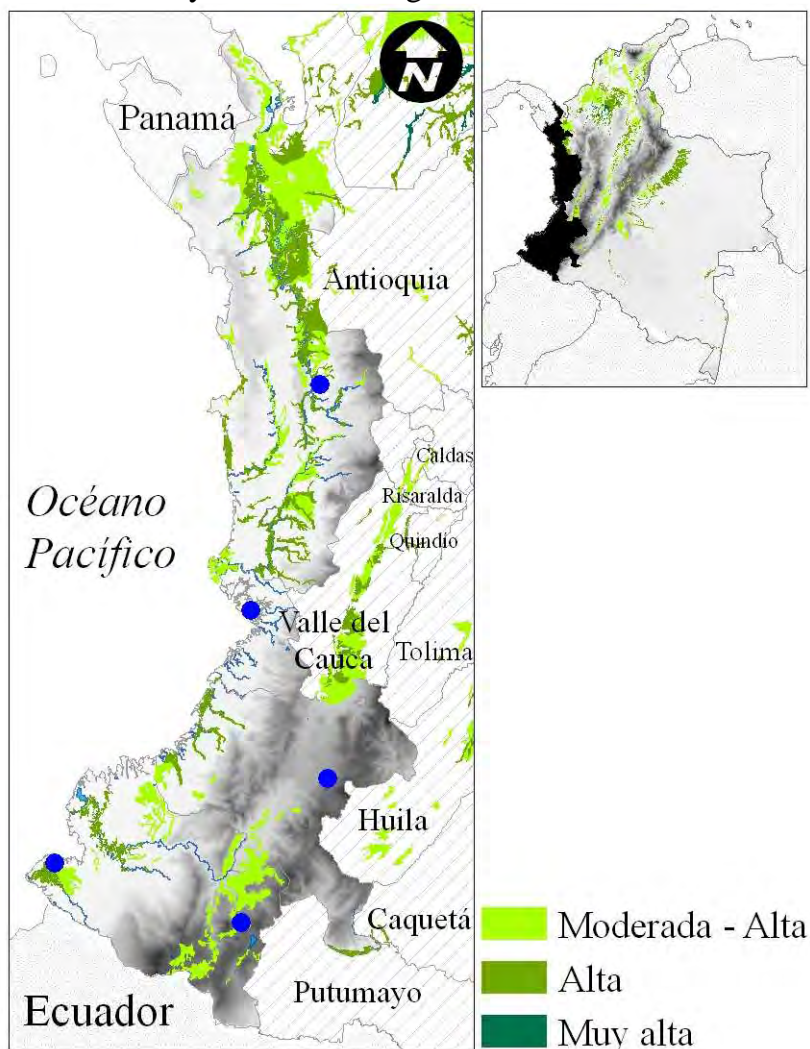 N
Panamá
Antioquia
Caldas
Risaralda
Quindío
Océano
Pacífico
Valle del
Cauca
Tolima
Huila
Caquetá
Putumayo
Ecuador
Moderada - Alta
Alta
Muy alta